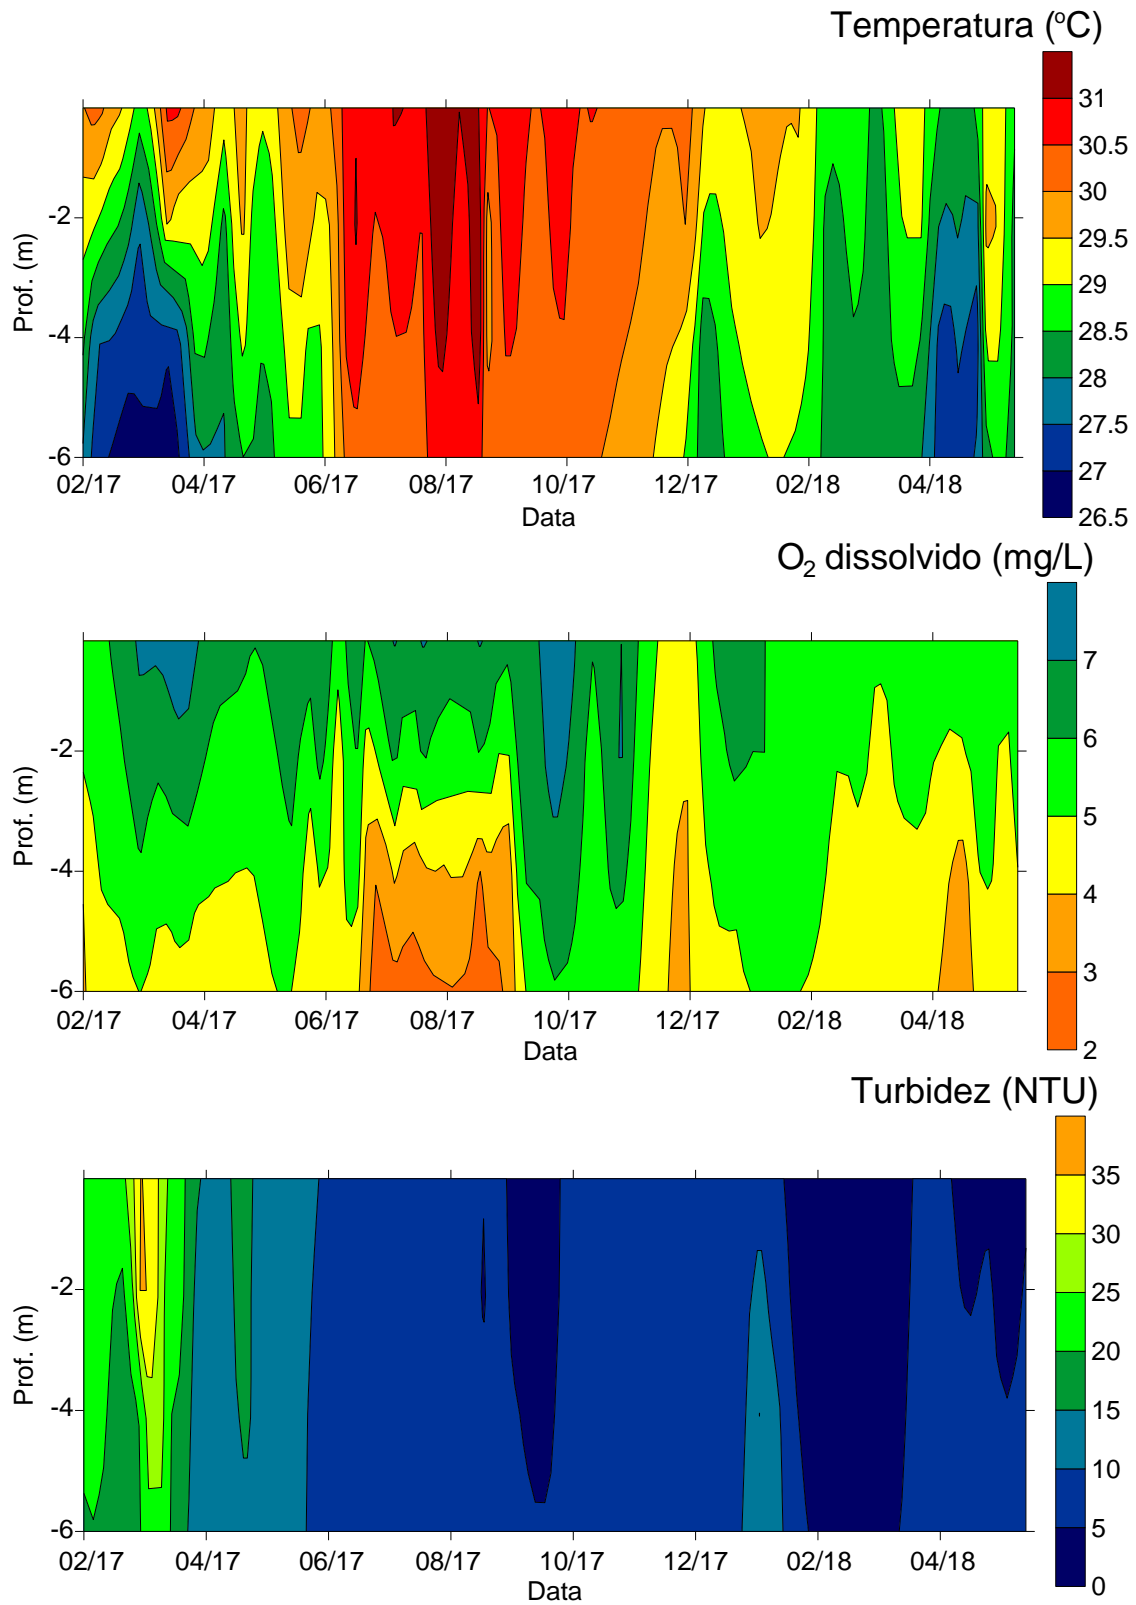 Temperatura (°C)
31
30.5
30
29.5
29
28.5
28
27.5
27
26.5
-2
-4
-6
Prof. (m)
02/17 04/17 06/17 08/17 10/17 12/17 02/18 04/18
Data
O₂ dissolvido (mg/L)
7
6
5
4
3
2
-2
-4
-6
Prof. (m)
02/17 04/17 06/17 08/17 10/17 12/17 02/18 04/18
Data
Turbidez (NTU)
35
30
25
20
15
10
5
0
-2
-4
-6
Prof. (m)
02/17 04/17 06/17 08/17 10/17 12/17 02/18 04/18
Data